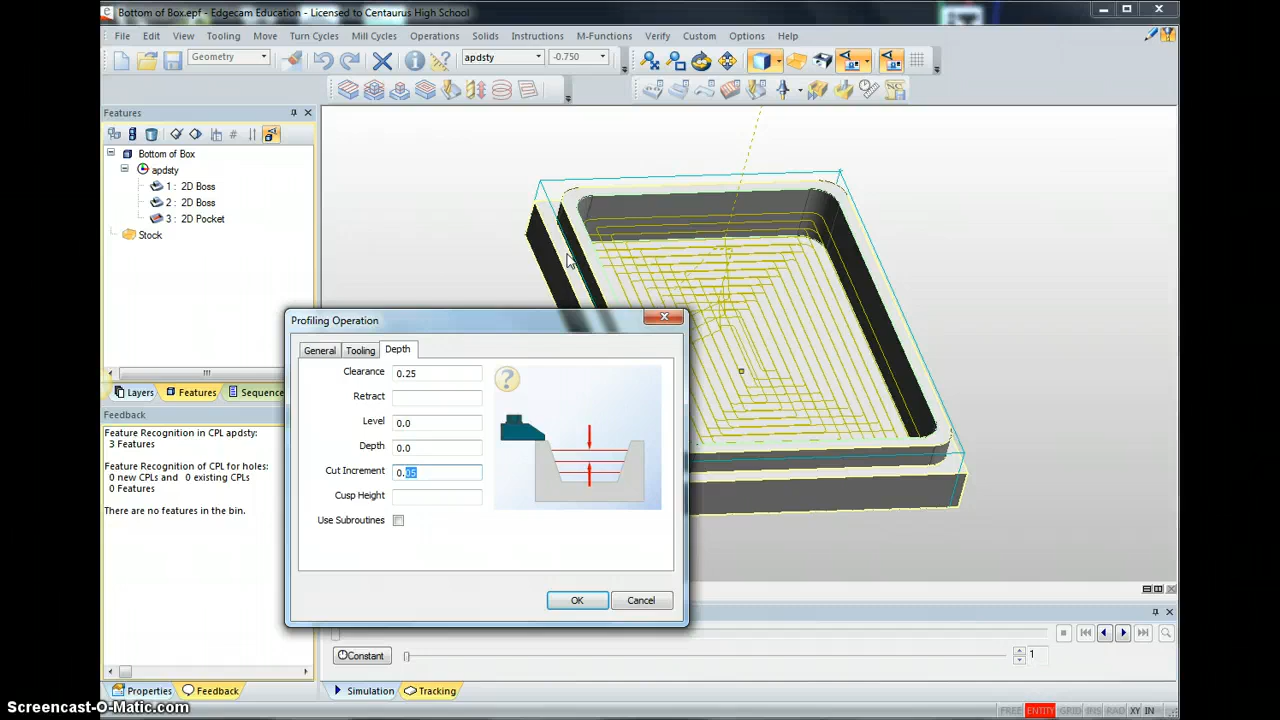 Bottom of Box.epf - Edgecam Education - Licensed to Centaurus High School
File Edit View Tooling Move Turn Cycles Mill Cycles Operations Solids Instructions M-Functions Verify Custom Options Help
Geometry apdsty -0.750
Features
Bottom of Box
apdsty
1 : 2D Boss
2 : 2D Boss
3 : 2D Pocket
Stock
Layers Features Sequence
Feedback
Feature Recognition in CPL apdsty:
3 Features
Feature Recognition of CPL for holes:
0 new CPLs and 0 existing CPLs
0 Features
There are no features in the bin.
Profiling Operation
General Tooling Depth
Clearance 0.25
Retract
Level 0.0
Depth 0.0
Cut Increment 0.05
Cusp Height
Use Subroutines
OK Cancel
Constant 1
Properties Feedback Simulation Tracking
Screencast-O-Matic.com
FREE ENTITY GRID RAD XY IN